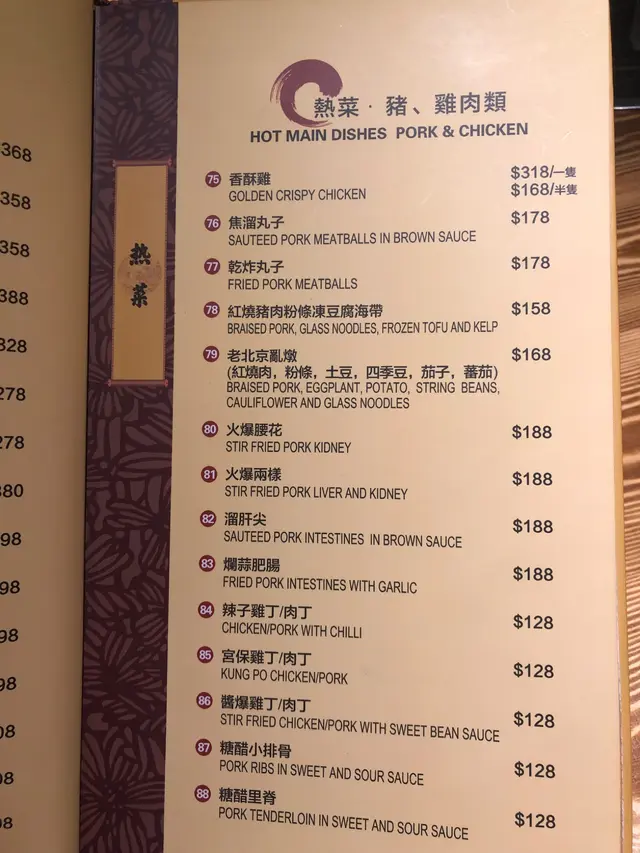 368
358
358
388
328
278
278
380
98
98
98
98
98
98
98
热菜
熱菜·豬、雞肉類
HOT MAIN DISHES PORK & CHICKEN
75 香酥雞 $318/一隻
GOLDEN CRISPY CHICKEN $168/半隻
76 焦溜丸子 $178
SAUTEED PORK MEATBALLS IN BROWN SAUCE
77 乾炸丸子 $178
FRIED PORK MEATBALLS
78 紅燒豬肉粉條凍豆腐海帶 $158
BRAISED PORK, GLASS NOODLES, FROZEN TOFU AND KELP
79 老北京亂燉 $168
(紅燒肉，粉條，土豆，四季豆，茄子，蕃茄)
BRAISED PORK, EGGPLANT, POTATO, STRING BEANS,
CAULIFLOWER AND GLASS NOODLES
80 火爆腰花 $188
STIR FRIED PORK KIDNEY
81 火爆兩樣 $188
STIR FRIED PORK LIVER AND KIDNEY
82 溜肝尖 $188
SAUTEED PORK INTESTINES IN BROWN SAUCE
83 爛蒜肥腸 $188
FRIED PORK INTESTINES WITH GARLIC
84 辣子雞丁/肉丁 $128
CHICKEN/PORK WITH CHILLI
85 宮保雞丁/肉丁 $128
KUNG PO CHICKEN/PORK
86 醬爆雞丁/肉丁 $128
STIR FRIED CHICKEN/PORK WITH SWEET BEAN SAUCE
87 糖醋小排骨 $128
PORK RIBS IN SWEET AND SOUR SAUCE
88 糖醋里脊 $128
PORK TENDERLOIN IN SWEET AND SOUR SAUCE